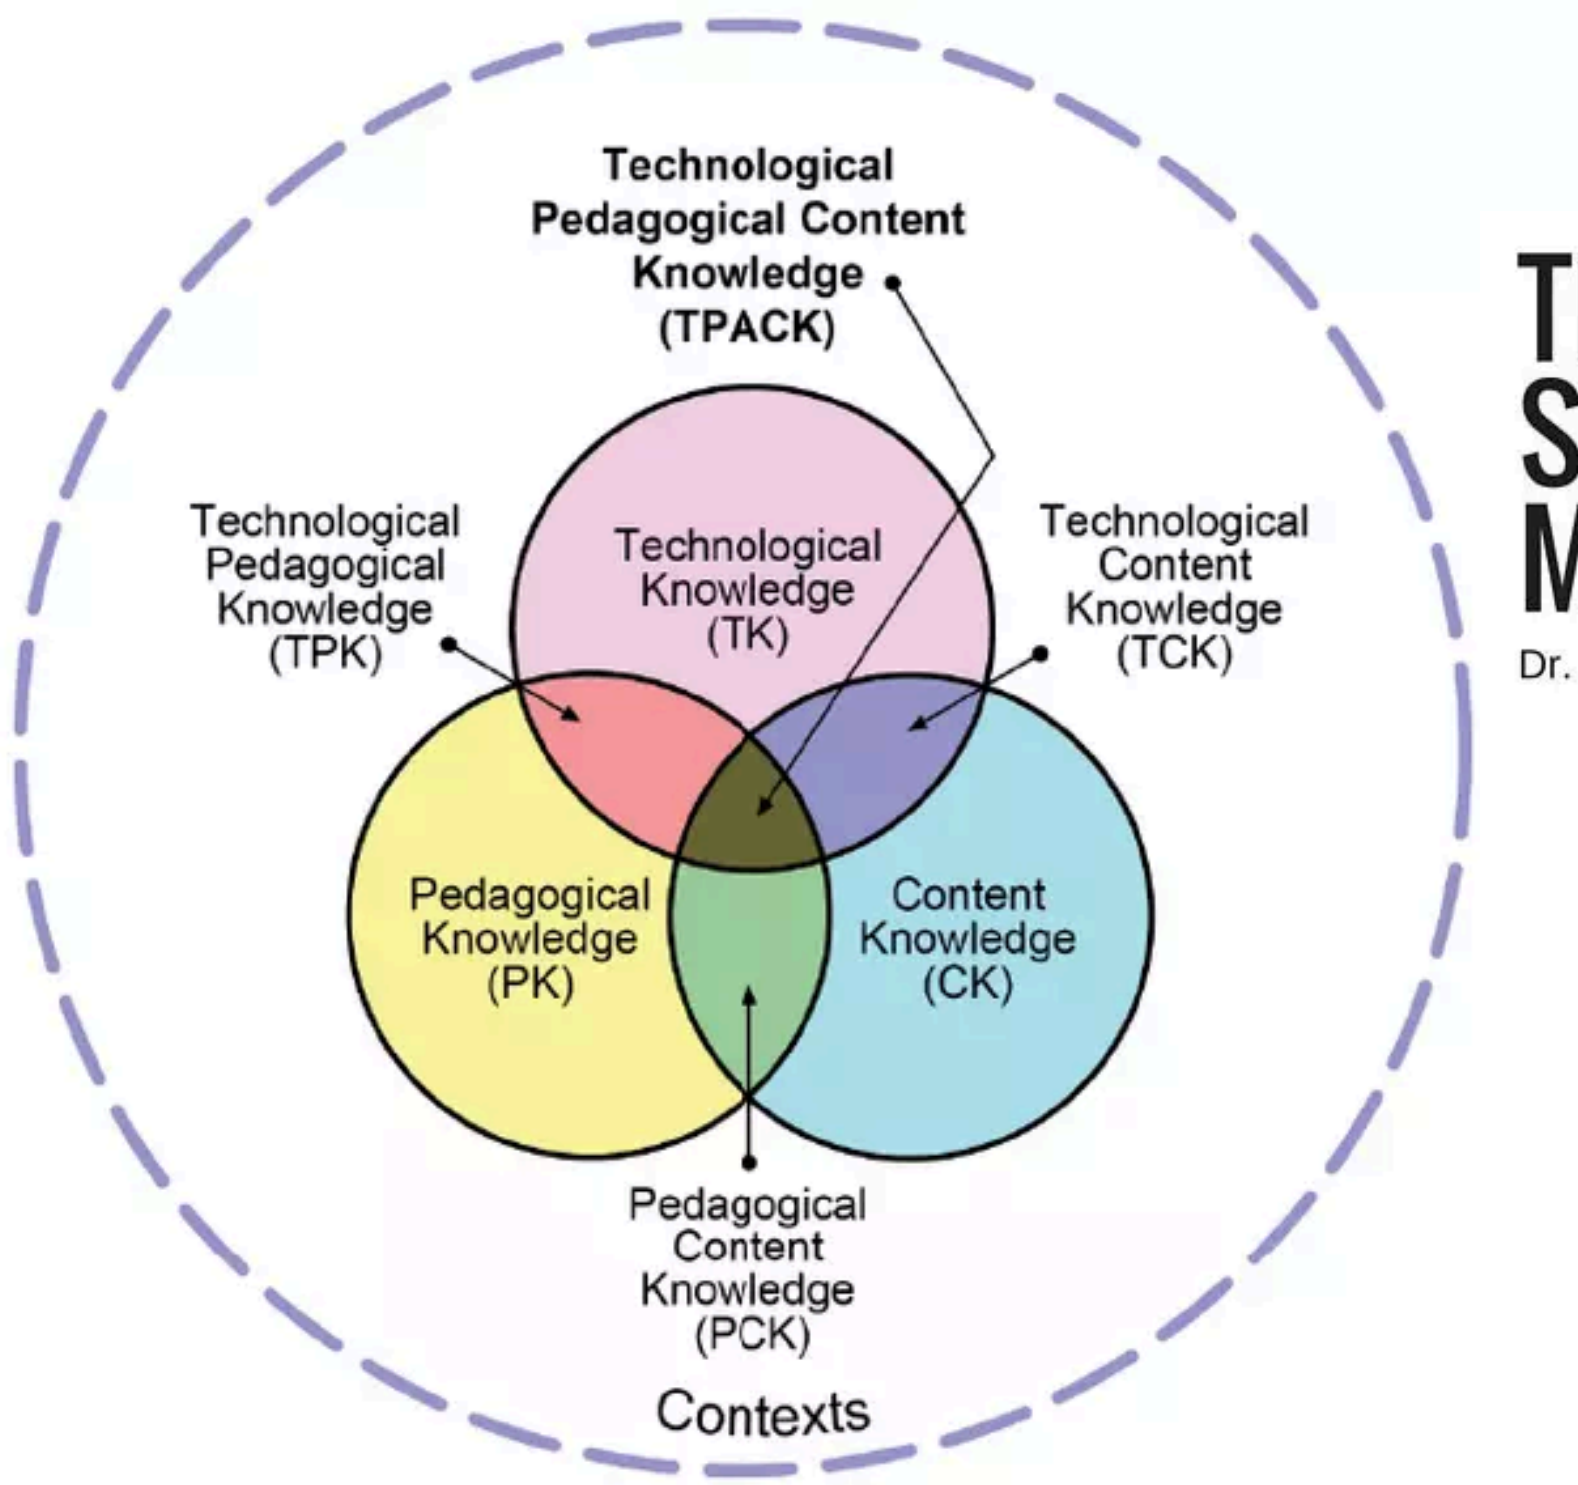 Technological
Pedagogical Content
Knowledge
(TPACK)
Technological
Pedagogical
Knowledge
(TPK)
Technological
Knowledge
(TK)
Technological
Content
Knowledge
(TCK)
Pedagogical
Knowledge
(PK)
Content
Knowledge
(CK)
Pedagogical
Content
Knowledge
(PCK)
Contexts
Dr.